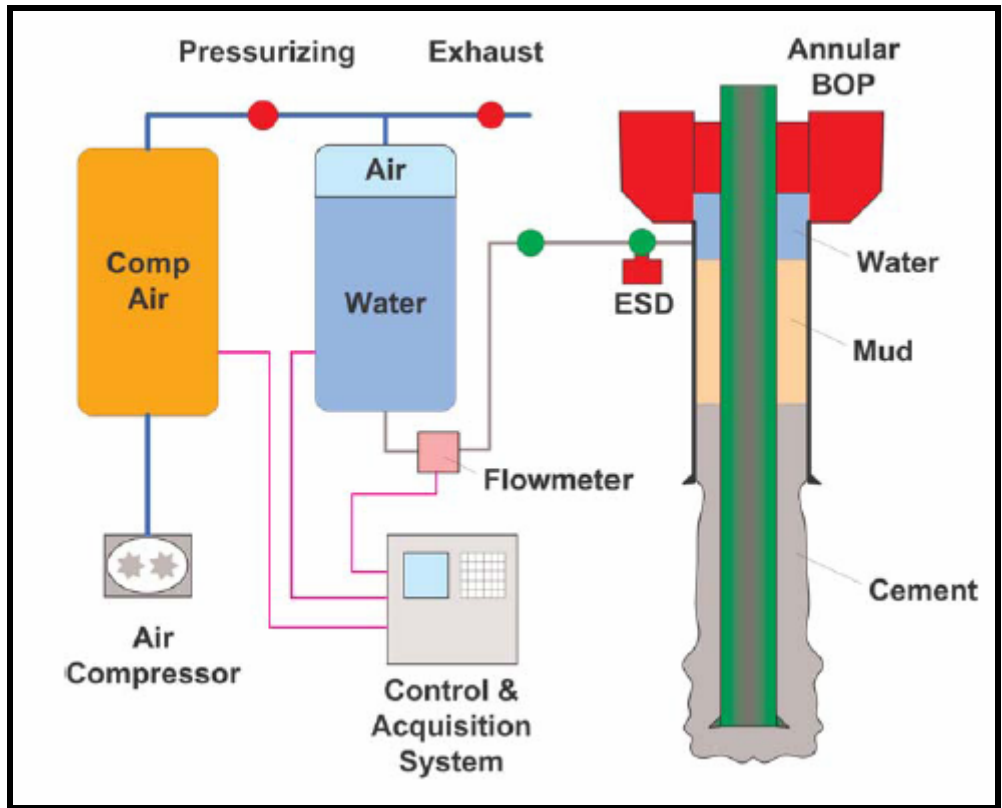 Pressurizing
Exhaust
Annular
BOP
Air
Comp
Air
Water
ESD
Water
Mud
Flowmeter
Cement
Air
Compressor
Control &
Acquisition
System